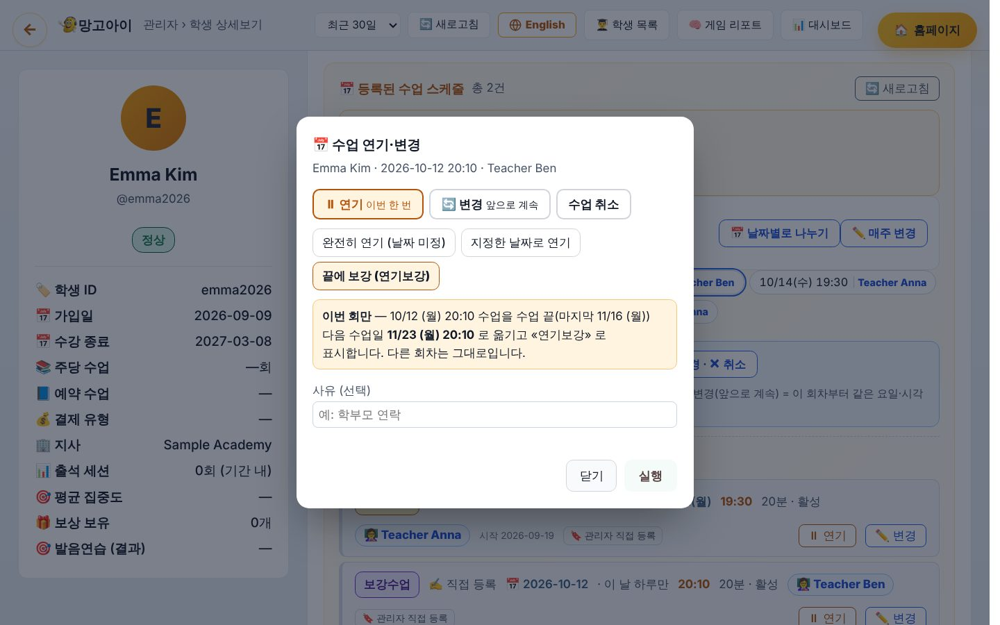 망고아이 관리자 › 학생 상세보기 최근 30일 새로고침 English 학생 목록 게임 리포트 대시보드 홈페이지
E
Emma Kim
@emma2026
정상
학생 ID emma2026
가입일 2026-09-09
수강 종료 2027-03-08
주당 수업 —회
예약 수업 —
결제 유형 —
지사 Sample Academy
출석 세션 0회 (기간 내)
평균 집중도 —
보상 보유 0개
발음연습 (결과) —
등록된 수업 스케줄 총 2건 새로고침
날짜별로 나누기 매주 변경
cher Ben 10/14(수) 19:30 Teacher Anna
nna
· 취소
변경(앞으로 계속) = 이 회차부터 같은 요일·시각
수업 연기·변경
Emma Kim · 2026-10-12 20:10 · Teacher Ben
연기 이번 한 번 변경 앞으로 계속 수업 취소
완전히 연기 (날짜 미정) 지정한 날짜로 연기
끝에 보강 (연기보강)
이번 회만 — 10/12 (월) 20:10 수업을 수업 끝(마지막 11/16 (월))
다음 수업일 11/23 (월) 20:10 로 옮기고 «연기보강» 로
표시합니다. 다른 회차는 그대로입니다.
사유 (선택)
예: 학부모 연락
닫기 실행
(월) 19:30 20분 · 활성
Teacher Anna 시작 2026-09-19 관리자 직접 등록 연기 변경
보강수업 직접 등록 2026-10-12 · 이 날 하루만 20:10 20분 · 활성 Teacher Ben
관리자 직접 등록 연기 변경